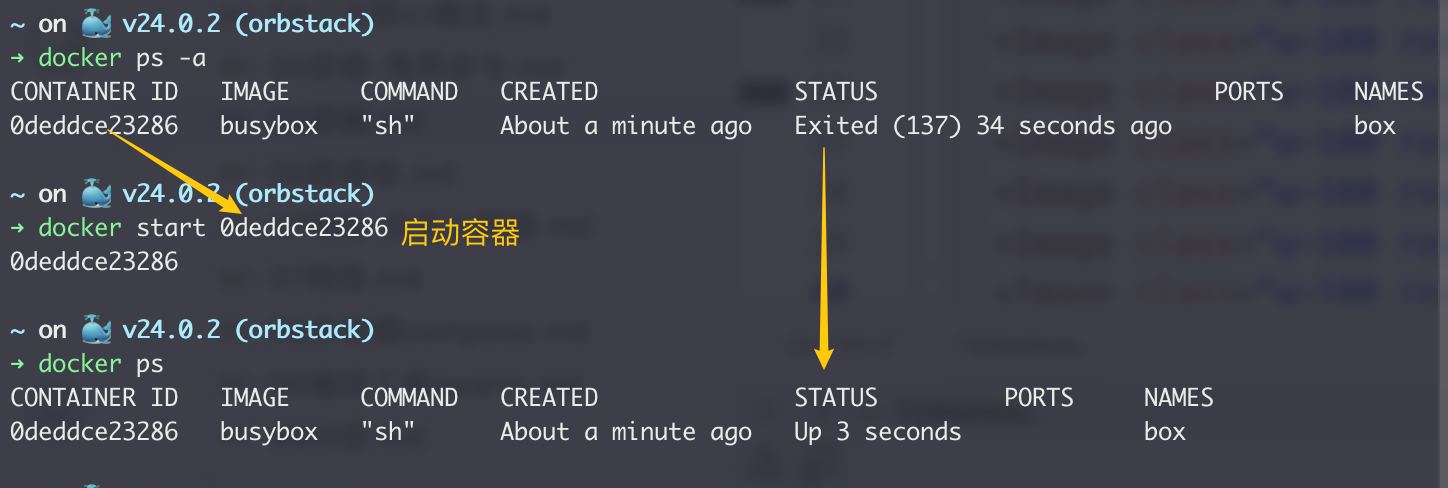 ~ on 🐳 v24.0.2 (orbstack)
→ docker ps -a
CONTAINER ID   IMAGE     COMMAND   CREATED              STATUS                        PORTS     NAMES
0deddce23286   busybox   "sh"      About a minute ago   Exited (137) 34 seconds ago             box
~ on 🐳 v24.0.2 (orbstack)
→ docker start 0deddce23286 启动容器
0deddce23286
~ on 🐳 v24.0.2 (orbstack)
→ docker ps
CONTAINER ID   IMAGE     COMMAND   CREATED              STATUS         PORTS     NAMES
0deddce23286   busybox   "sh"      About a minute ago   Up 3 seconds             box